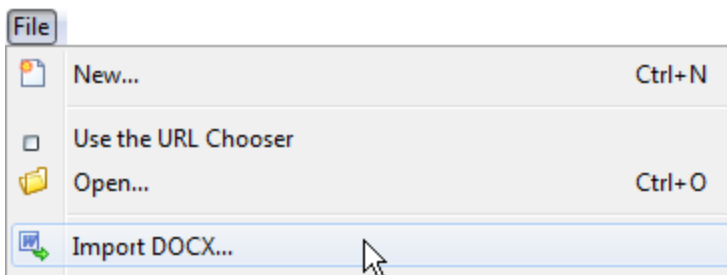 File
New... Ctrl+N
Use the URL Chooser
Open... Ctrl+O
Import DOCX...